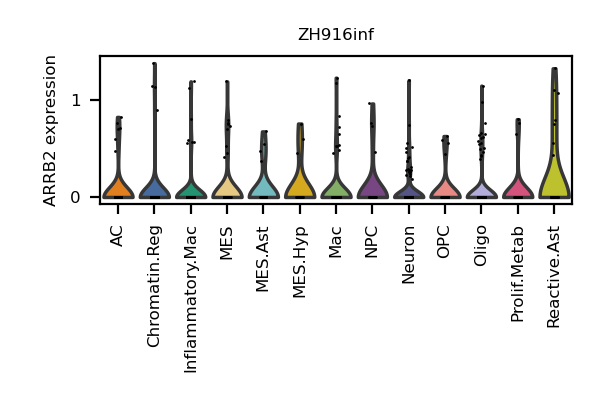 ZH916inf
ARRB2 expression
1
0
AC
Chromatin.Reg
Inflammatory.Mac
MES
MES.Ast
MES.Hyp
Mac
NPC
Neuron
OPC
Oligo
Prolif.Metab
Reactive.Ast